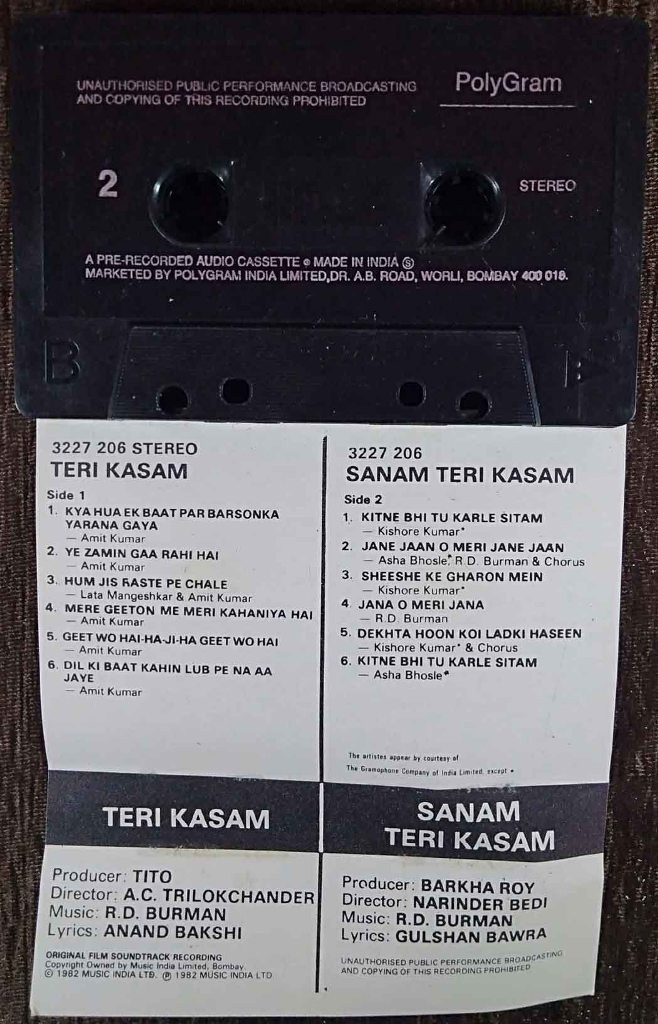 UNAUTHORISED PUBLIC PERFORMANCE BROADCASTING
AND COPYING OF THIS RECORDING PROHIBITED
PolyGram
2
STEREO
A PRE-RECORDED AUDIO CASSETTE ● MADE IN INDIA Ⓢ
MARKETED BY POLYGRAM INDIA LIMITED,DR. A.B. ROAD, WORLI, BOMBAY 400 018.
B
3227 206 STEREO
TERI KASAM
Side 1
1. KYA HUA EK BAAT PAR BARSONKA
YARANA GAYA
— Amit Kumar
2. YE ZAMIN GAA RAHI HAI
— Amit Kumar
3. HUM JIS RASTE PE CHALE
— Lata Mangeshkar & Amit Kumar
4. MERE GEETON ME MERI KAHANIYA HAI
— Amit Kumar
5. GEET WO HAI-HA-JI-HA GEET WO HAI
— Amit Kumar
6. DIL KI BAAT KAHIN LUB PE NA AA
JAYE
— Amit Kumar
3227 206
SANAM TERI KASAM
Side 2
1. KITNE BHI TU KARLE SITAM
— Kishore Kumar*
2. JANE JAAN O MERI JANE JAAN
— Asha Bhosle*, R.D. Burman & Chorus
3. SHEESHE KE GHARON MEIN
— Kishore Kumar*
4. JANA O MERI JANA
— R.D. Burman
5. DEKHTA HOON KOI LADKI HASEEN
— Kishore Kumar* & Chorus
6. KITNE BHI TU KARLE SITAM
— Asha Bhosle*
The artistes appear by courtesy of
The Gramophone Company of India Limited, except *
TERI KASAM
SANAM
TERI KASAM
Producer: TITO
Director: A.C. TRILOKCHANDER
Music: R.D. BURMAN
Lyrics: ANAND BAKSHI
ORIGINAL FILM SOUNDTRACK RECORDING
Copyright Owned by Music India Limited, Bombay.
© 1982 MUSIC INDIA LTD. ℗ 1982 MUSIC INDIA LTD.
Producer: BARKHA ROY
Director: NARINDER BEDI
Music: R.D. BURMAN
Lyrics: GULSHAN BAWRA
UNAUTHORISED PUBLIC PERFORMANCE BROADCASTING
AND COPYING OF THIS RECORDING PROHIBITED